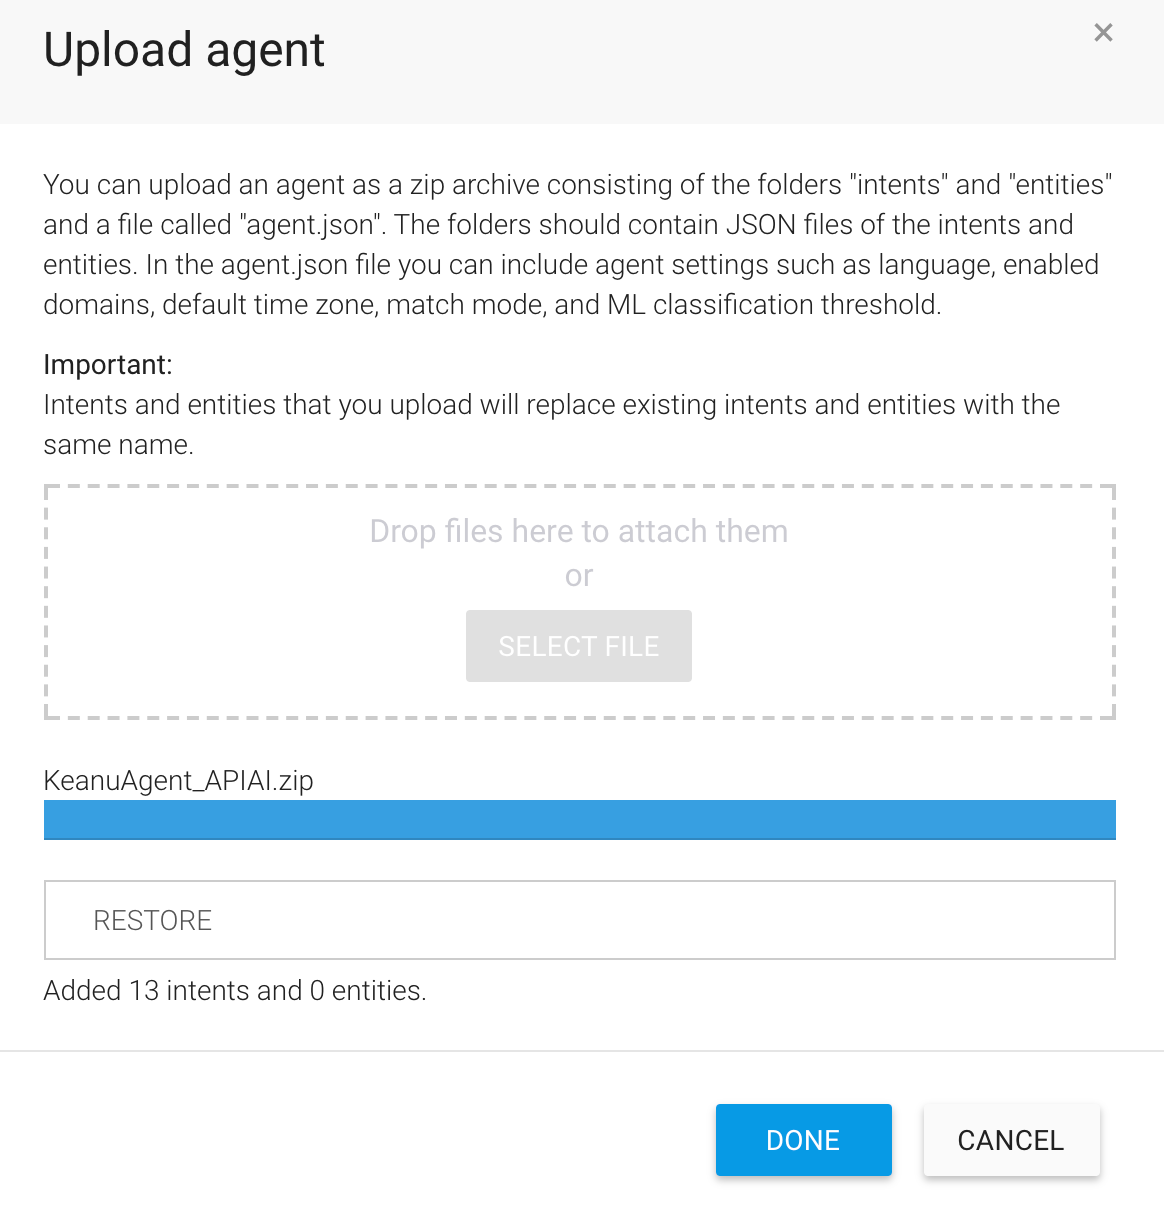 Upload agent
×
You can upload an agent as a zip archive consisting of the folders "intents" and "entities"
and a file called "agent.json". The folders should contain JSON files of the intents and
entities. In the agent.json file you can include agent settings such as language, enabled
domains, default time zone, match mode, and ML classification threshold.
Important:
Intents and entities that you upload will replace existing intents and entities with the
same name.
Drop files here to attach them
or
SELECT FILE
KeanuAgent_APIAI.zip
RESTORE
Added 13 intents and 0 entities.
DONE
CANCEL